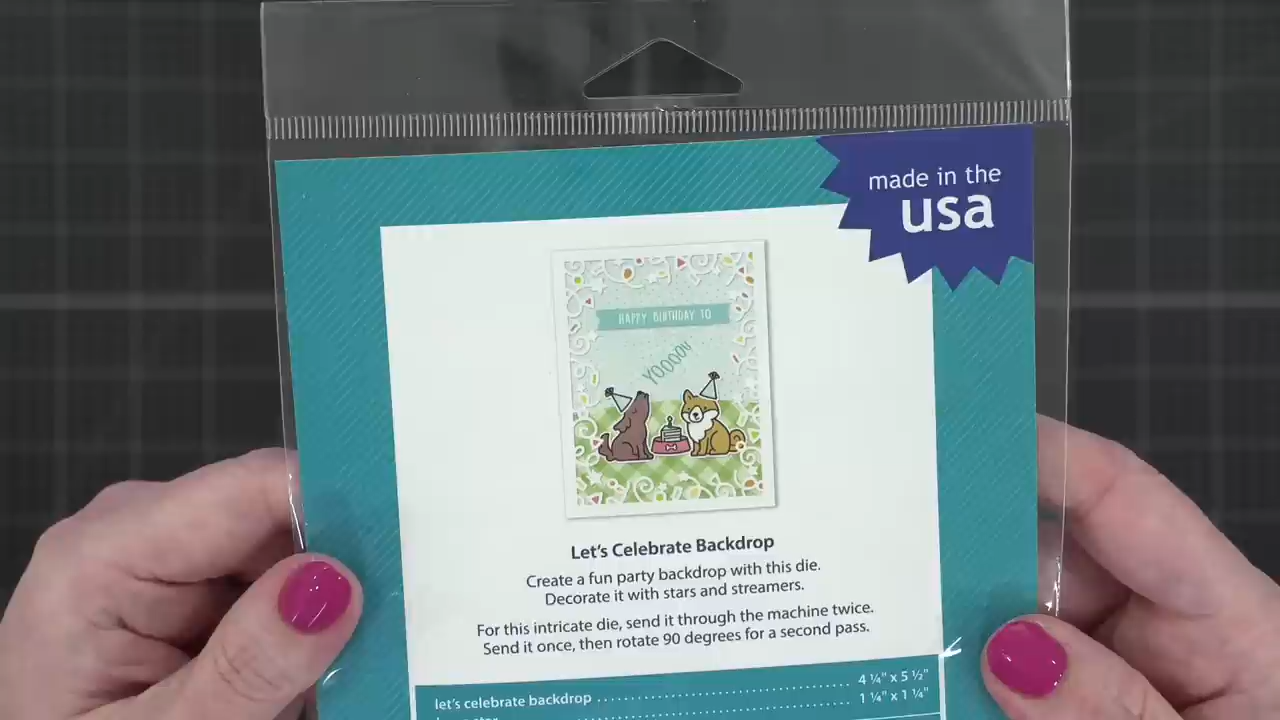 made in the
usa
HAPPY BIRTHDAY TO
YOOOOU
Let's Celebrate Backdrop
Create a fun party backdrop with this die.
Decorate it with stars and streamers.
For this intricate die, send it through the machine twice.
Send it once, then rotate 90 degrees for a second pass.
let's celebrate backdrop ........................................ 4 ¼" x 5 ½"
star ........................................ 1 ¼" x 1 ¼"